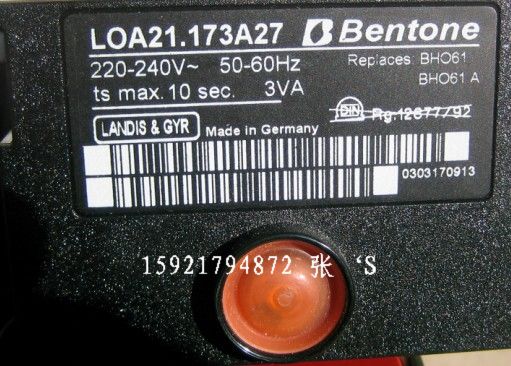 LOA21.173A27 Bentone
220-240V~ 50-60Hz Replaces: BHO61
BHO61 A
ts max. 10 sec. 3VA
DIN Rg.12677/92
LANDIS & GYR Made in Germany
0303170913
15921794872 张 ‘S